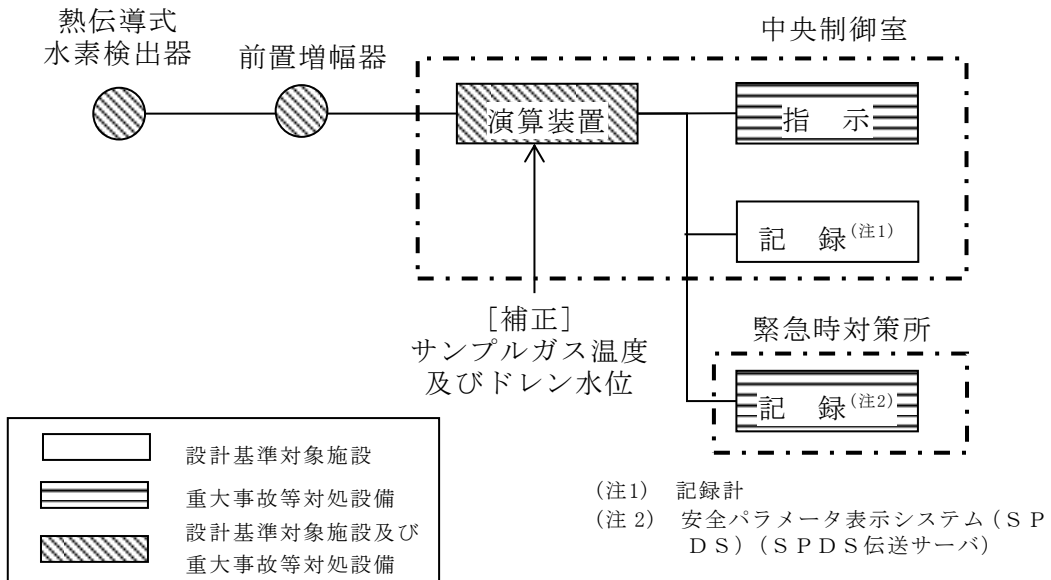 熱伝導式
水素検出器
前置増幅器
中央制御室
演算装置
指　示
記　録(注1)
[補正]
サンプルガス温度
及びドレン水位
緊急時対策所
記　録(注2)
設計基準対象施設
重大事故等対処設備
設計基準対象施設及び
重大事故等対処設備
(注1)　記録計
(注2)　安全パラメータ表示システム(ＳＰ
ＤＳ)(ＳＰＤＳ伝送サーバ)